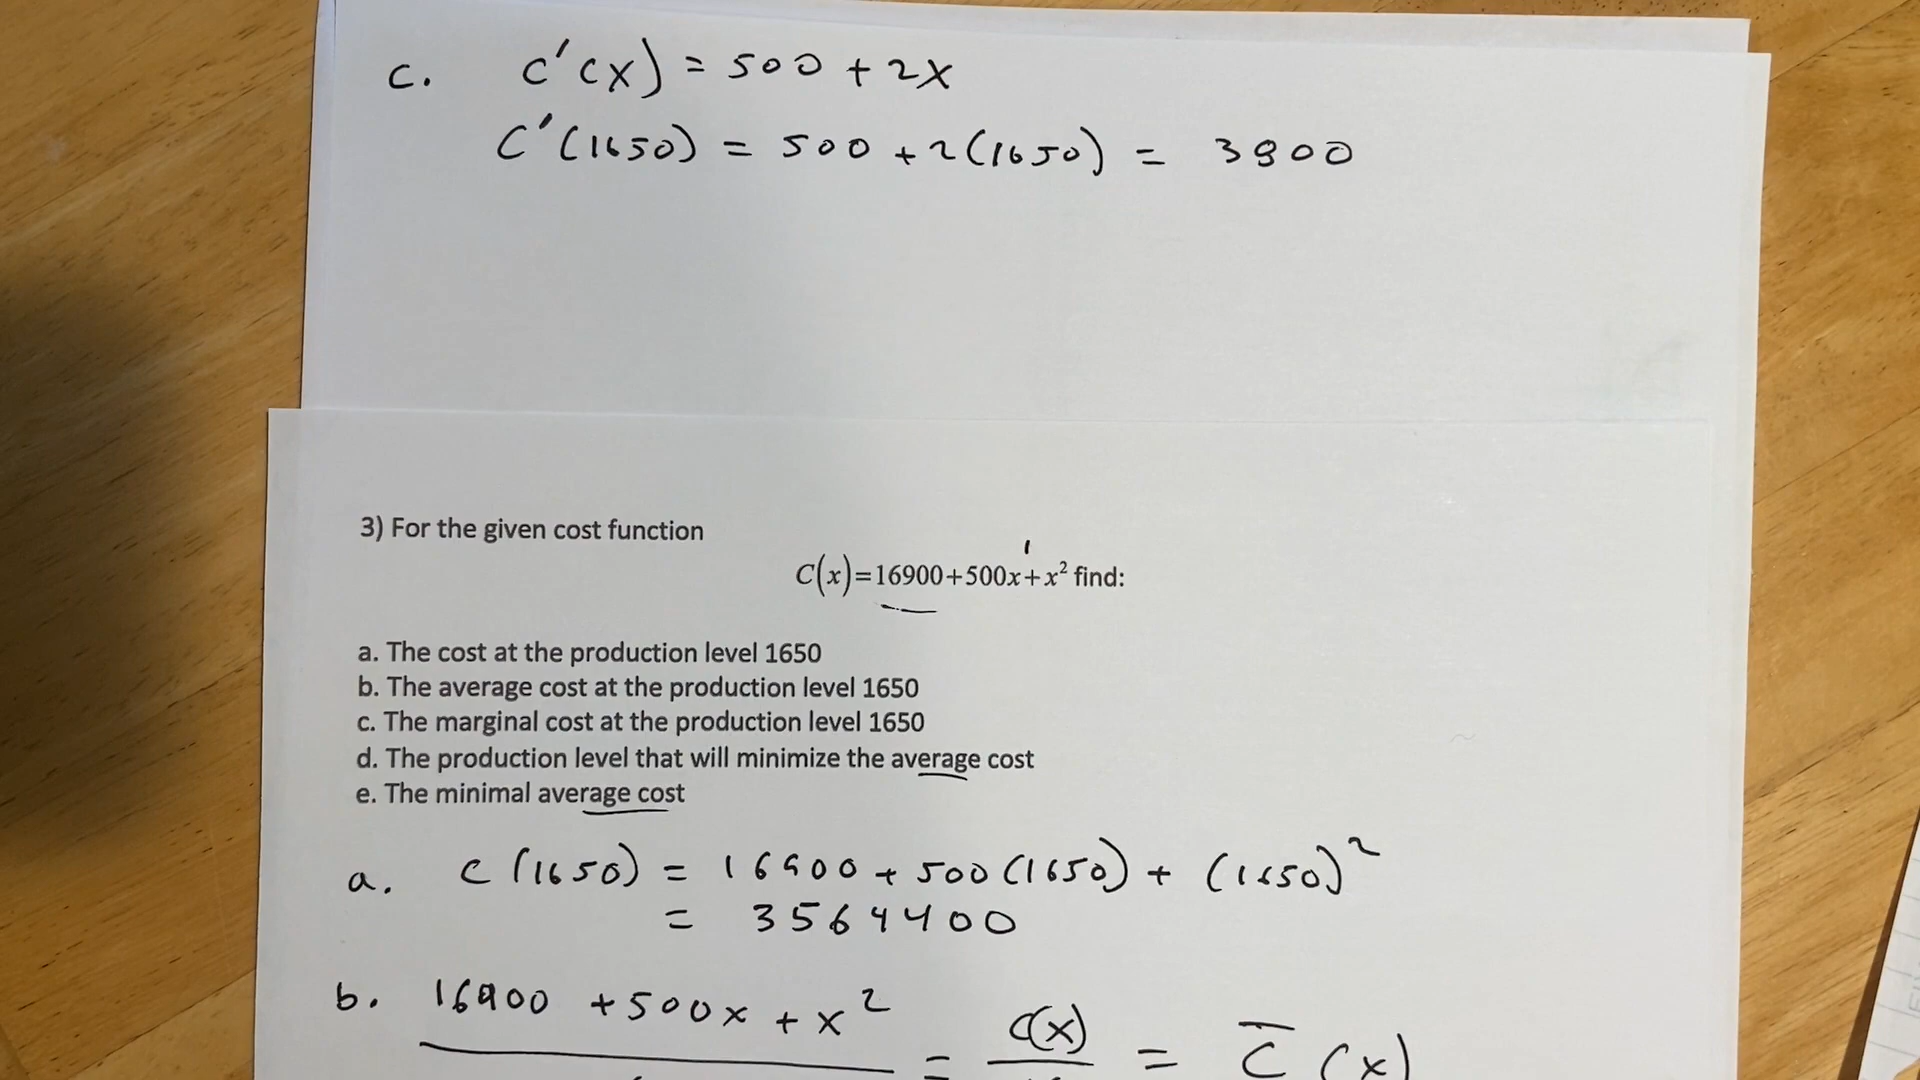 c. C'(x) = 500 + 2x
C'(1650) = 500 + 2(1650) = 3800
3) For the given cost function
C(x)=16900+500x+x² find:
a. The cost at the production level 1650
b. The average cost at the production level 1650
c. The marginal cost at the production level 1650
d. The production level that will minimize the average cost
e. The minimal average cost
a. C(1650) = 16900 + 500(1650) + (1650)²
= 3564400
b. 16900 + 500x + x² = C(x) = C̅(x)